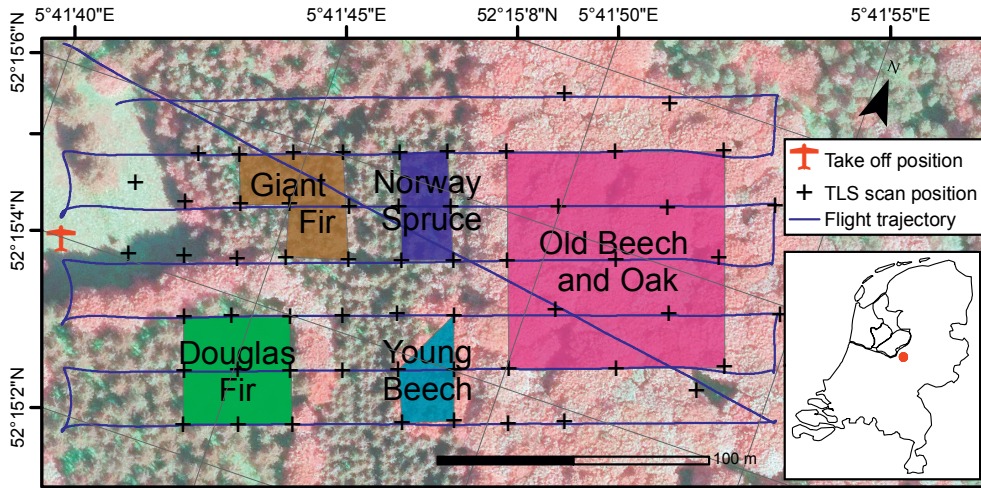 5°41'40"E
5°41'45"E
52°15'8"N
5°41'50"E
5°41'55"E
52°15'6"N
52°15'4"N
52°15'2"N
N
Giant
Fir
Norway
Spruce
Old Beech
and Oak
Douglas
Fir
Young
Beech
100 m
Take off position
TLS scan position
Flight trajectory